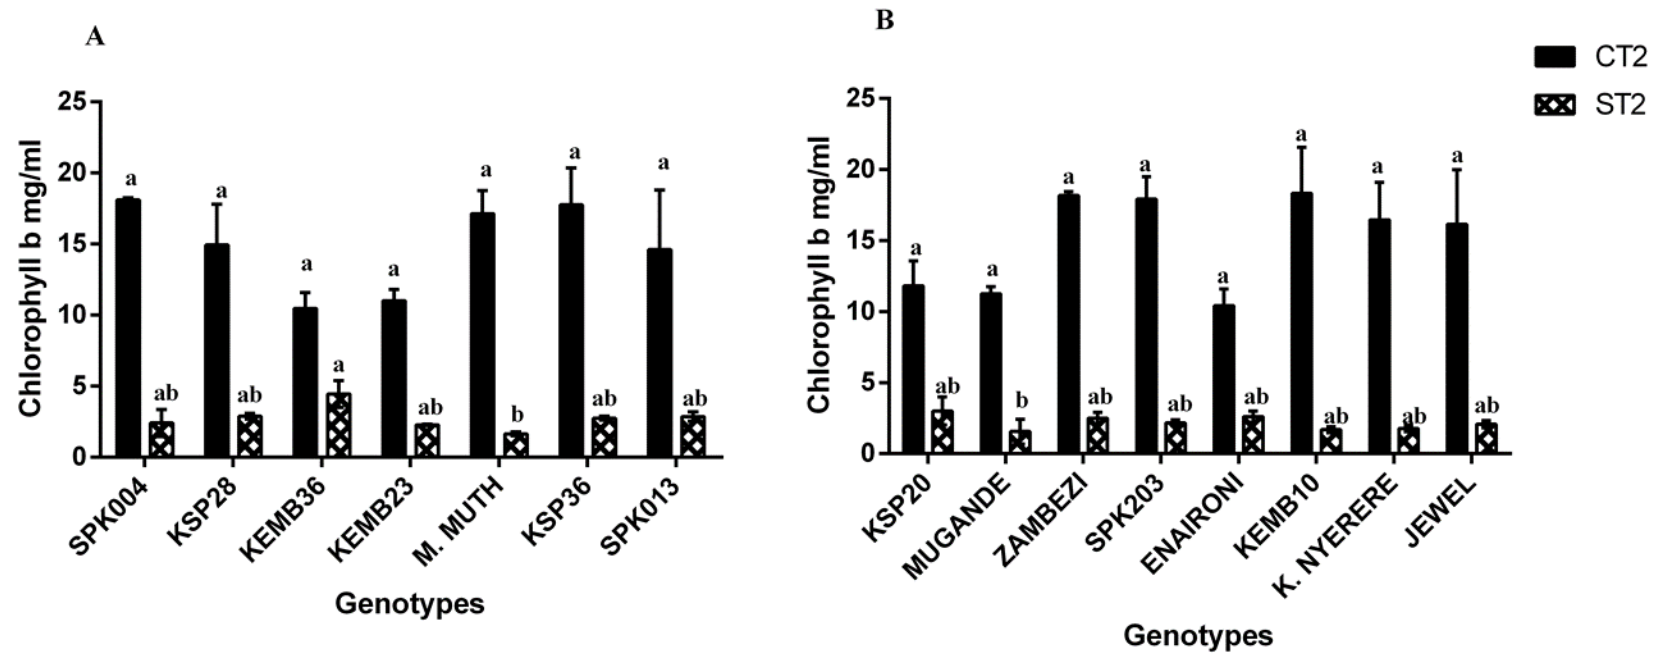 A
Chlorophyll b mg/ml
25
20
15
10
5
0
a
a
a
a
a
a
a
ab
ab
a
ab
b
ab
ab
SPK004
KSP28
KEMB36
KEMB23
M. MUTH
KSP36
SPK013
Genotypes
B
Chlorophyll b mg/ml
25
20
15
10
5
0
a
a
a
a
a
a
a
a
ab
b
ab
ab
ab
ab
ab
ab
KSP20
MUGANDE
ZAMBEZI
SPK203
ENAIRONI
KEMB10
K. NYERERE
JEWEL
Genotypes
CT2
ST2